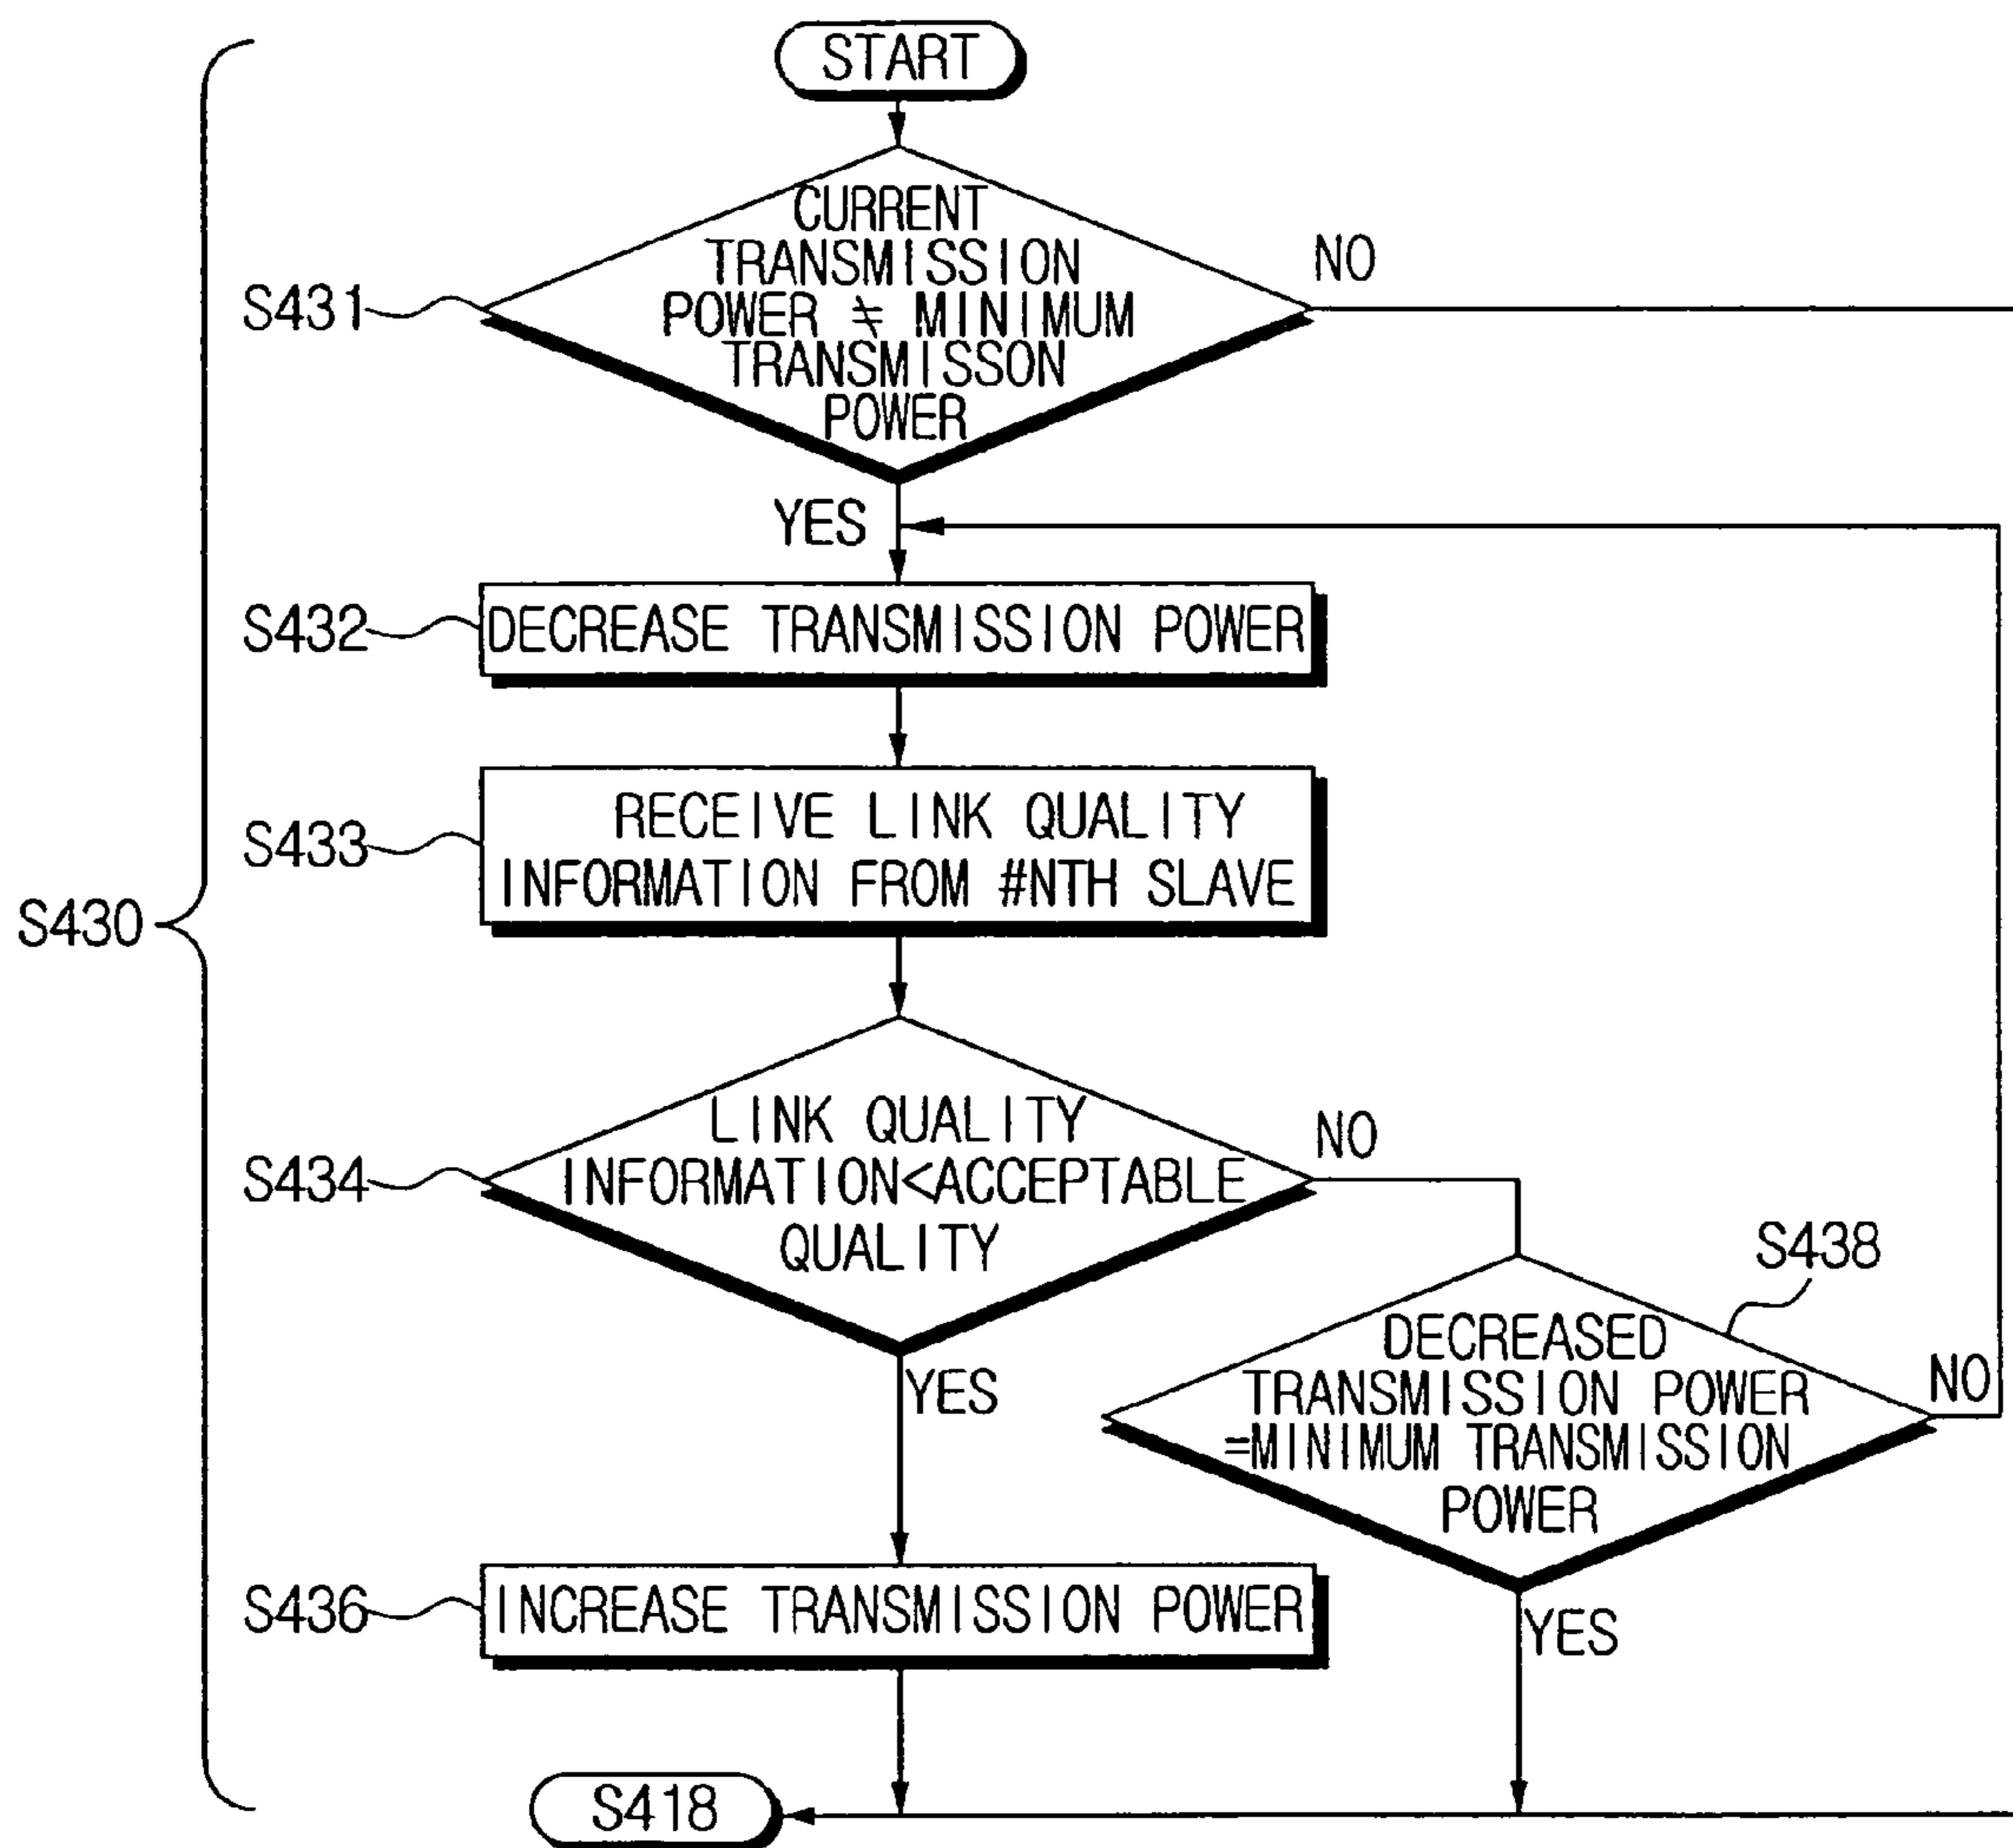 START
CURRENT
TRANSMISSION
POWER ≠ MINIMUM
TRANSMISSON
POWER
NO
S431
YES
S432
DECREASE TRANSMISSION POWER
S433
RECEIVE LINK QUALITY
INFORMATION FROM #NTH SLAVE
S430
S434
LINK QUALITY
INFORMATION<ACCEPTABLE
QUALITY
NO
S438
DECREASED
TRANSMISSION POWER
=MINIMUM TRANSMISSION
POWER
NO
YES
S436
INCREASE TRANSMISSION POWER
YES
S418